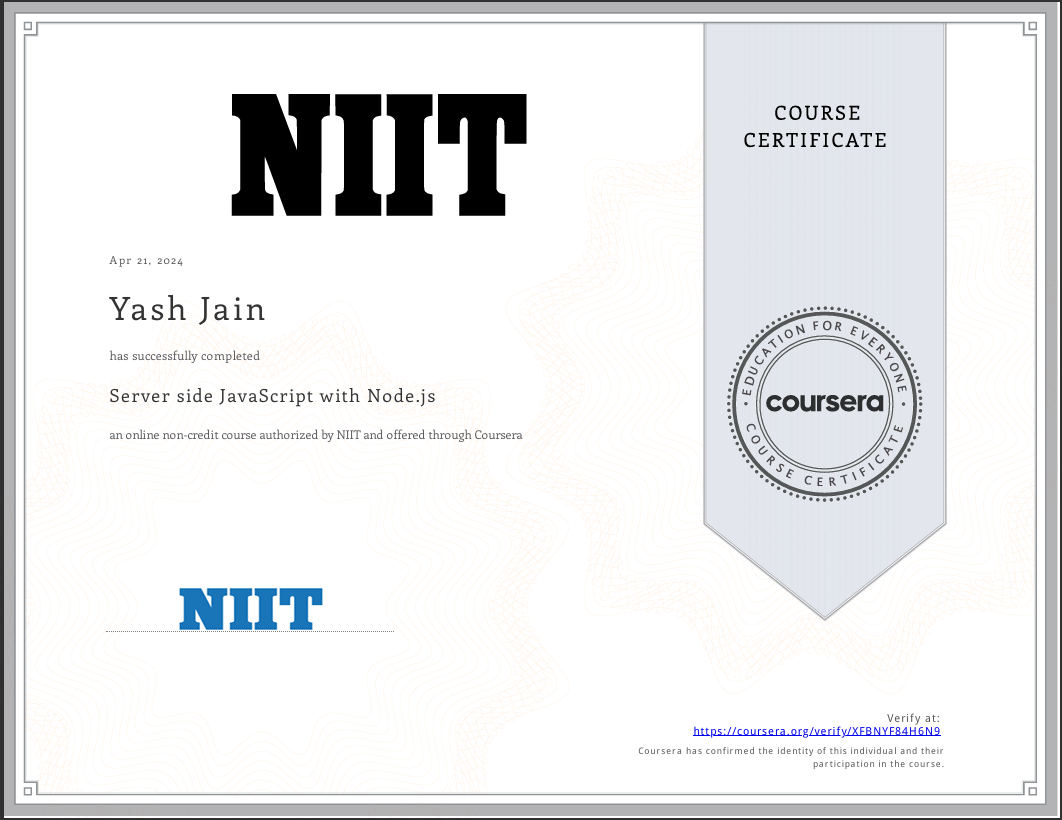 NIIT
COURSE
CERTIFICATE
Apr 21, 2024
Yash Jain
has successfully completed
Server side JavaScript with Node.js
an online non-credit course authorized by NIIT and offered through Coursera
EDUCATION FOR EVERYONE
coursera
COURSE CERTIFICATE
NIIT
Verify at:
https://coursera.org/verify/XFBNYF84H6N9
Coursera has confirmed the identity of this individual and their
participation in the course.